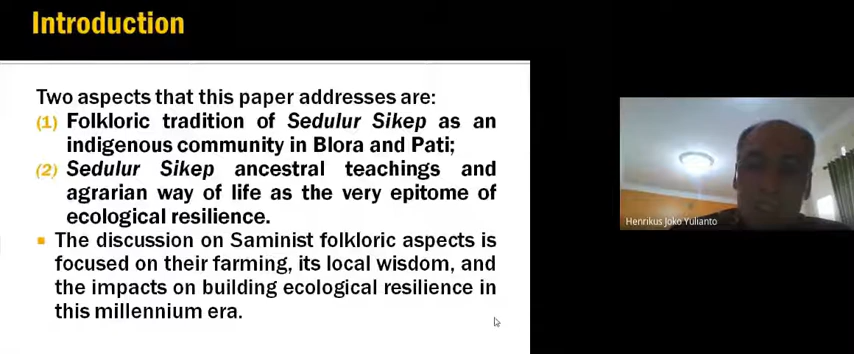 Introduction
Two aspects that this paper addresses are:
(1) Folkloric tradition of Sedulur Sikep as an
indigenous community in Blora and Pati;
(2) Sedulur Sikep ancestral teachings and
agrarian way of life as the very epitome of
ecological resilience.
▪ The discussion on Saminist folkloric aspects is
focused on their farming, its local wisdom, and
the impacts on building ecological resilience in
this millennium era.
Henrikus Joko Yulianto